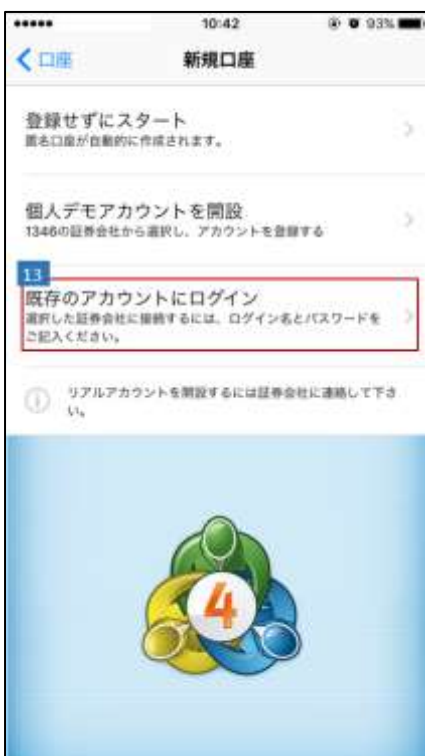 10:42
93%
口座
新規口座
登録せずにスタート
匿名口座が自動的に作成されます。
個人デモアカウントを開設
1346の証券会社から選択し、アカウントを登録する
13
既存のアカウントにログイン
選択した証券会社に接続するには、ログイン名とパスワードを
ご記入ください。
リアルアカウントを開設するには証券会社に連絡して下さ
い。
4